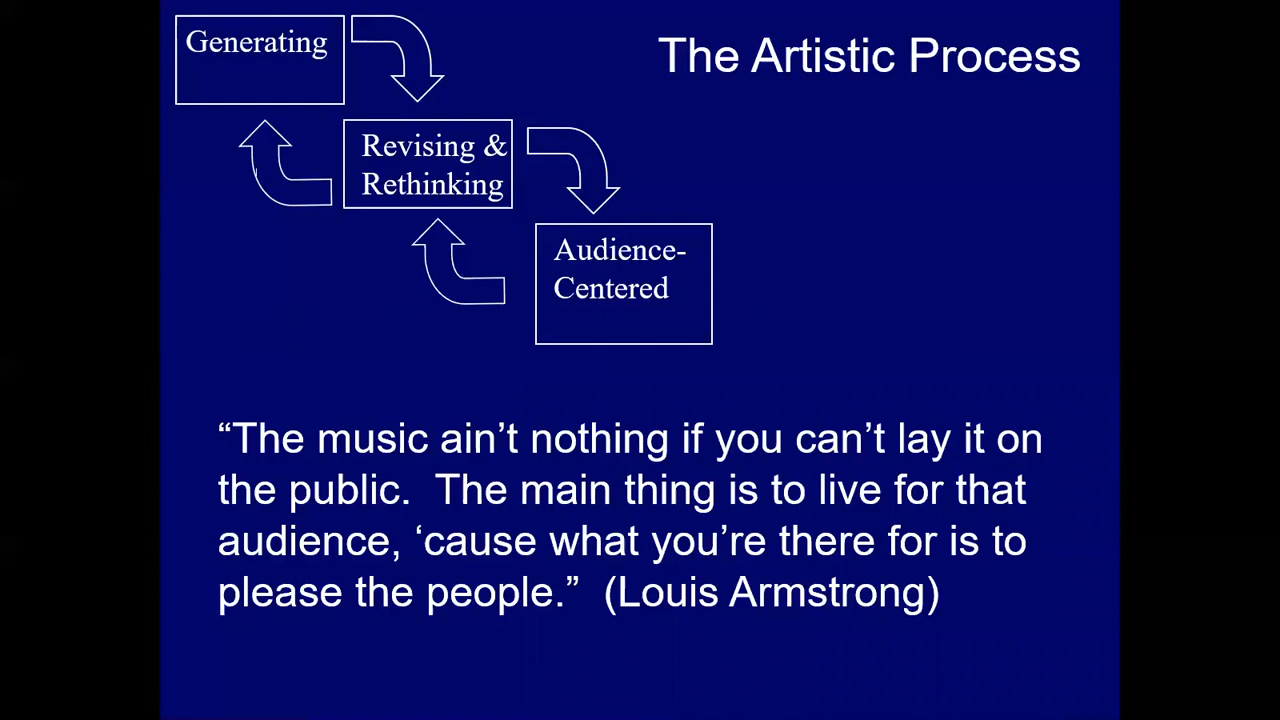 Generating
The Artistic Process
Revising &
Rethinking
Audience-
Centered
“The music ain’t nothing if you can’t lay it on
the public.  The main thing is to live for that
audience, ‘cause what you’re there for is to
please the people.”  (Louis Armstrong)